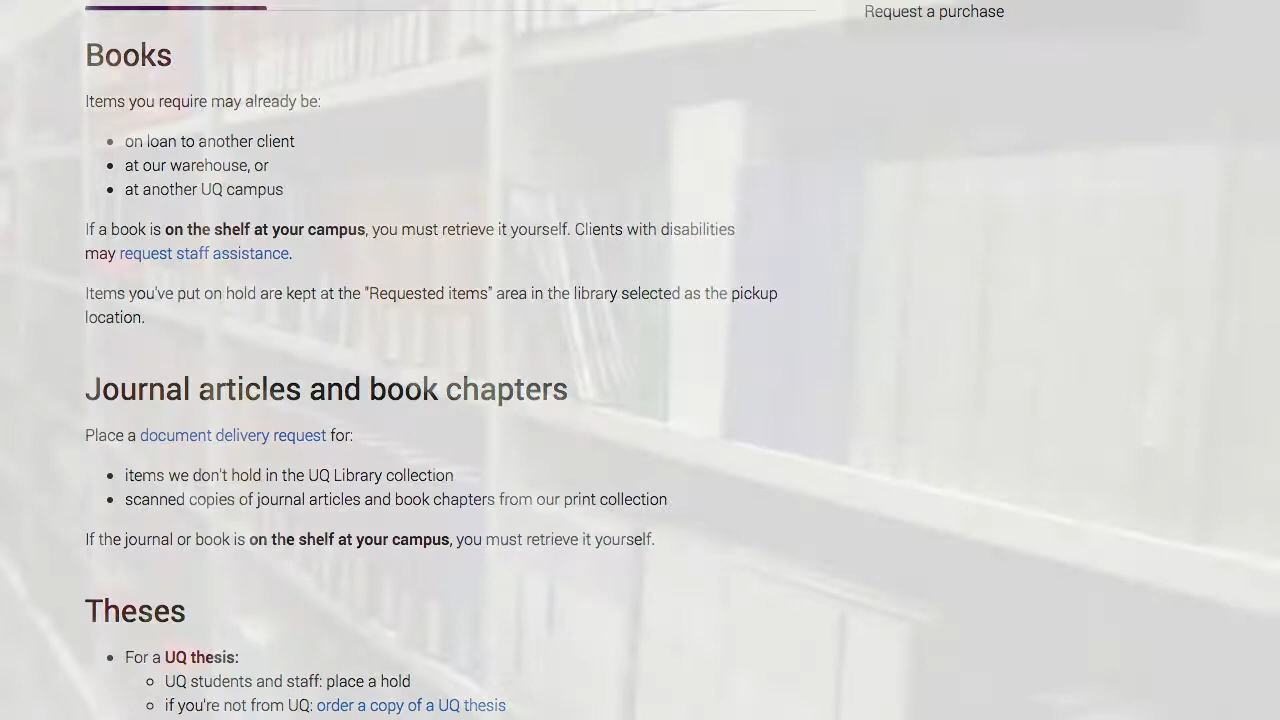 Request a purchase
Books
Items you require may already be:
on loan to another client
at our warehouse, or
at another UQ campus
If a book is on the shelf at your campus, you must retrieve it yourself. Clients with disabilities
may request staff assistance.
Items you've put on hold are kept at the "Requested items" area in the library selected as the pickup
location.
Journal articles and book chapters
Place a document delivery request for:
items we don't hold in the UQ Library collection
scanned copies of journal articles and book chapters from our print collection
If the journal or book is on the shelf at your campus, you must retrieve it yourself.
Theses
For a UQ thesis:
UQ students and staff: place a hold
if you're not from UQ: order a copy of a UQ thesis